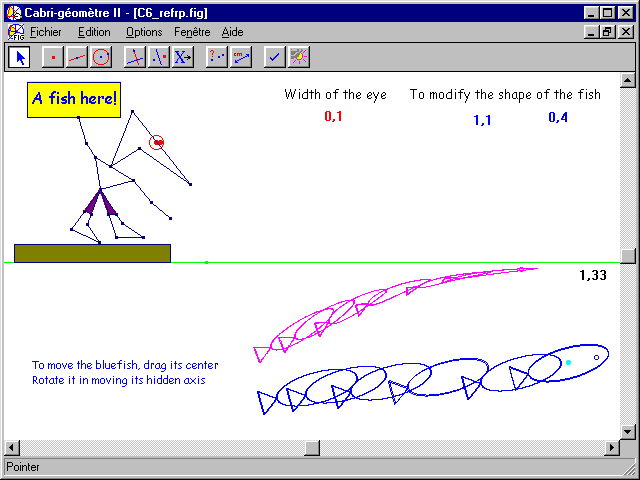 Cabri-géomètre II - [C6_refrp.fig]
Fichier Edition Options Fenêtre Aide
A fish here!
Width of the eye
To modify the shape of the fish
0,1
1,1
0,4
1,33
To move the bluefish, drag its center
Rotate it in moving its hidden axis
Pointer